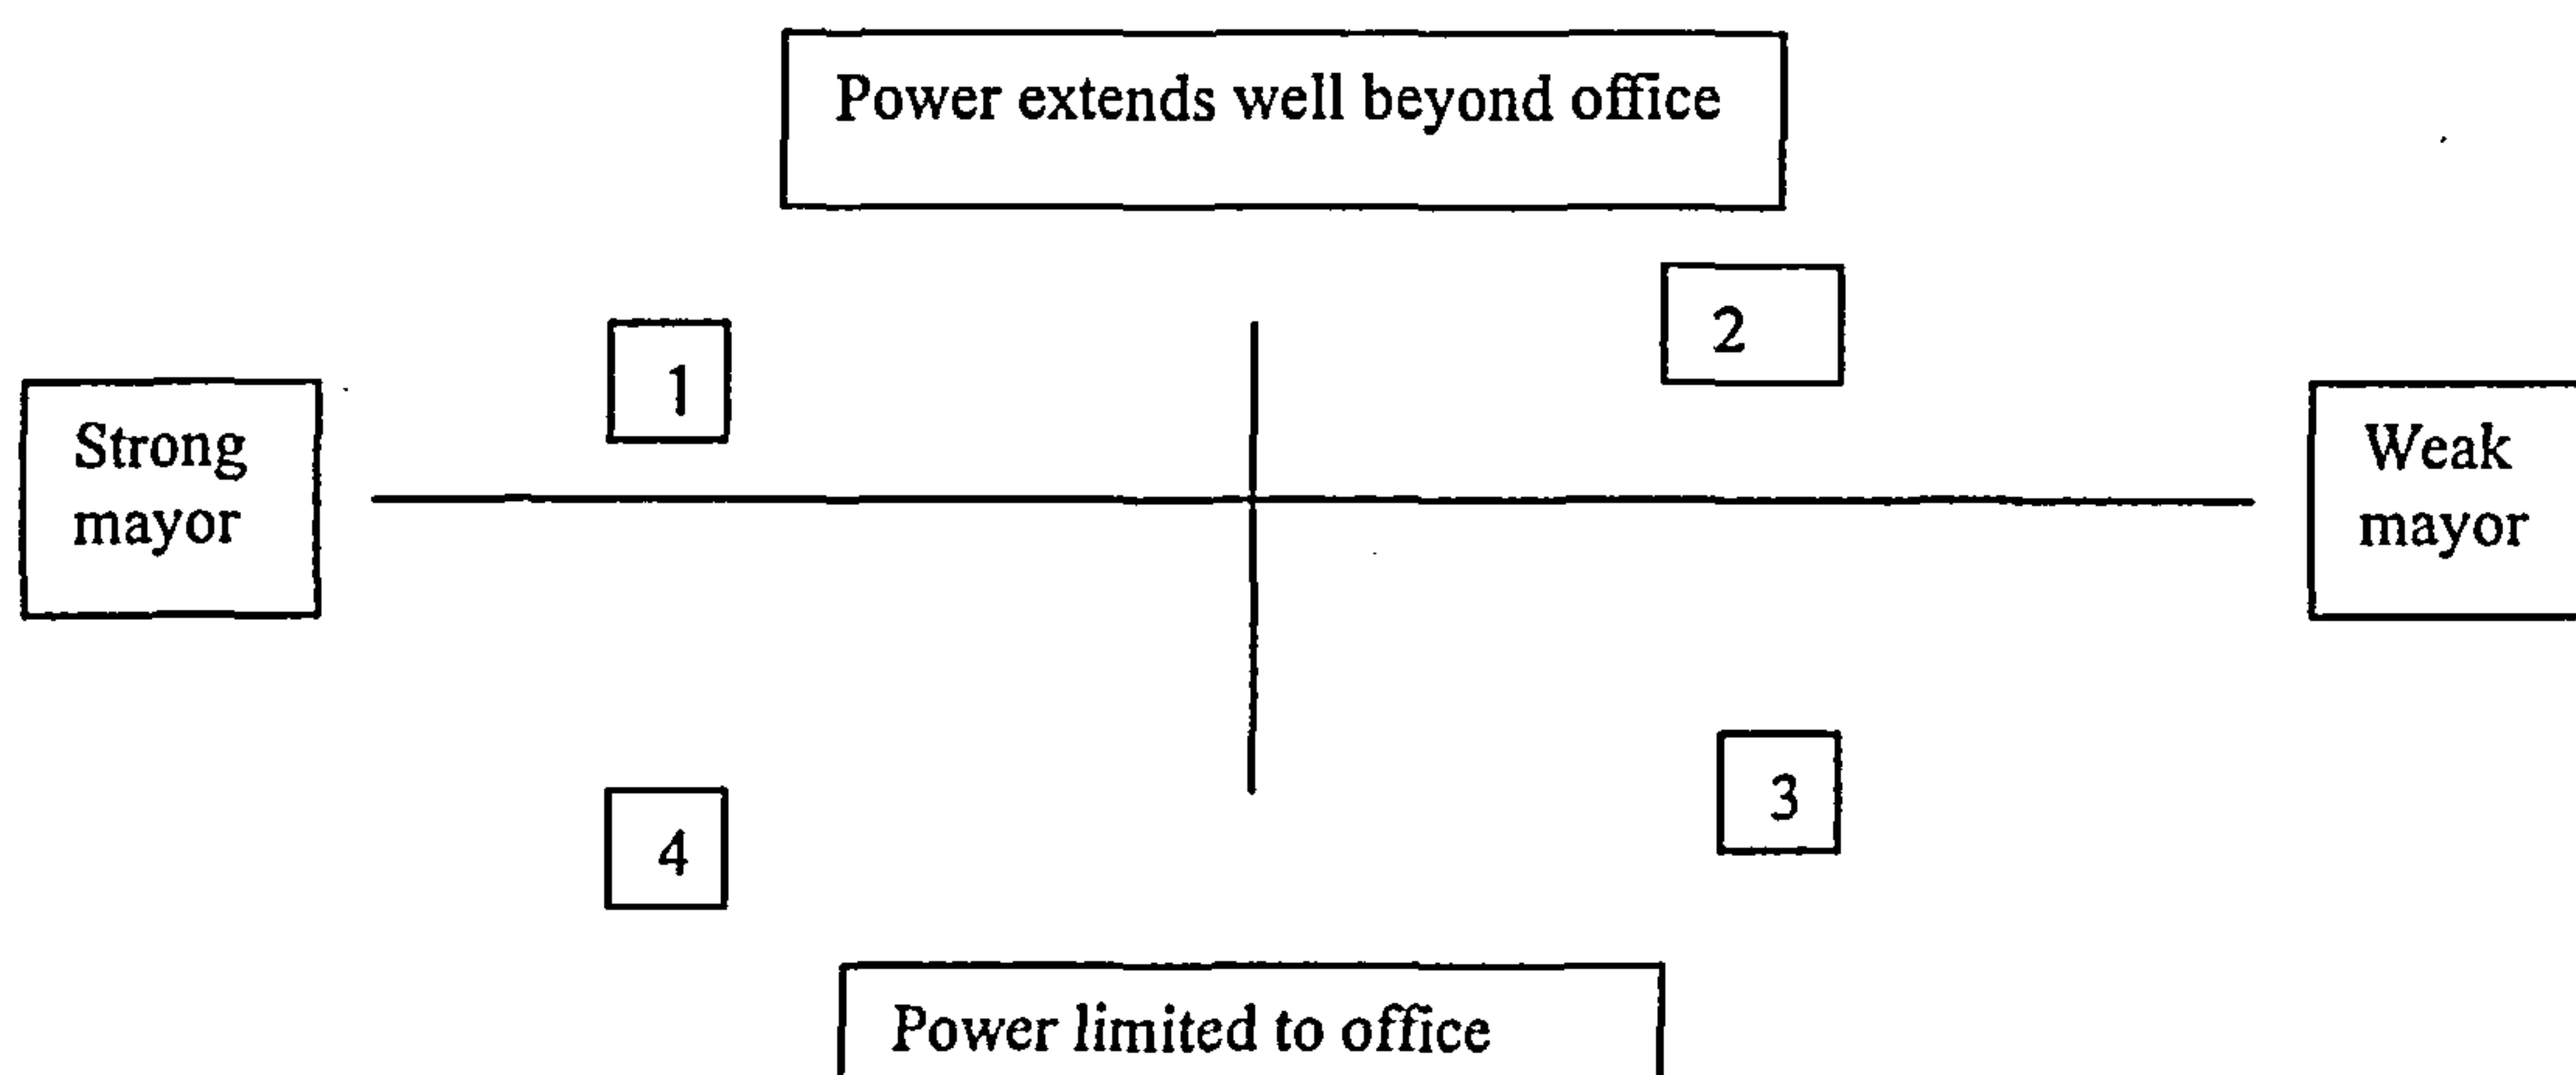 Power extends well beyond office
2
1
Strong
mayor
Weak
mayor
3
4
Power limited to office